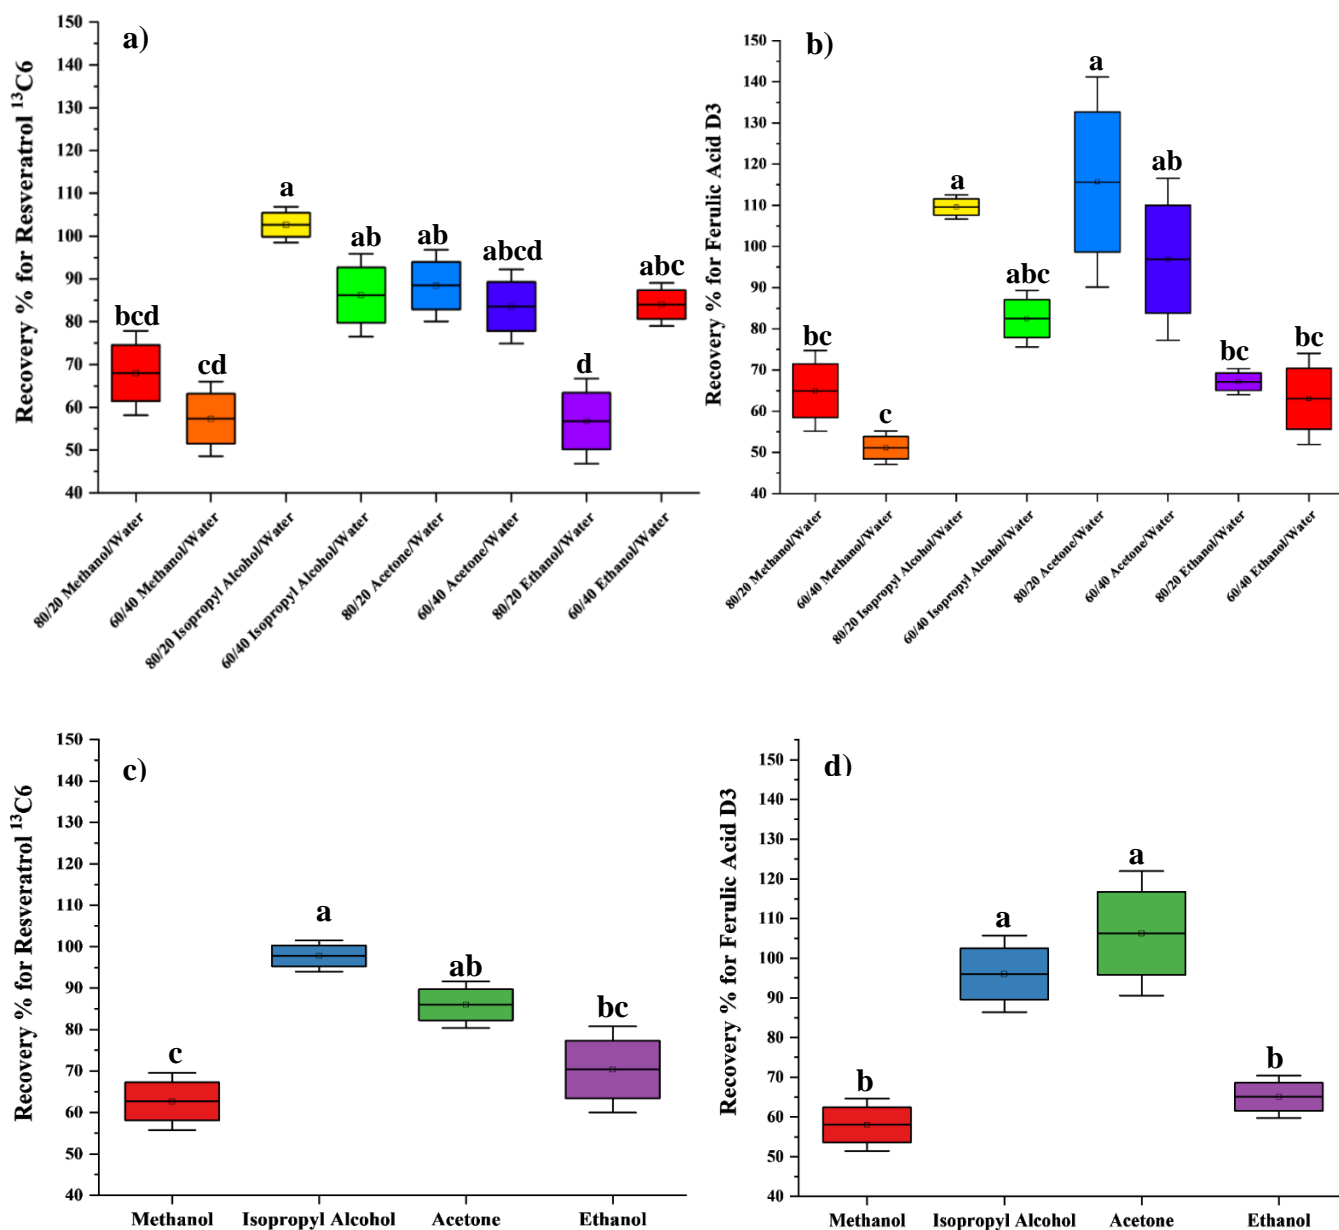 a)
Recovery % for Resveratrol ¹³C6
150
140
130
120
110
100
90
80
70
60
50
40
bcd
cd
a
ab
ab
abcd
d
abc
80/20 Methanol/Water
60/40 Methanol/Water
80/20 Isopropyl Alcohol/Water
60/40 Isopropyl Alcohol/Water
80/20 Acetone/Water
60/40 Acetone/Water
80/20 Ethanol/Water
60/40 Ethanol/Water
b)
Recovery % for Ferulic Acid D3
150
140
130
120
110
100
90
80
70
60
50
40
bc
c
a
abc
a
ab
bc
bc
80/20 Methanol/Water
60/40 Methanol/Water
80/20 Isopropyl Alcohol/Water
60/40 Isopropyl Alcohol/Water
80/20 Acetone/Water
60/40 Acetone/Water
80/20 Ethanol/Water
60/40 Ethanol/Water
c)
Recovery % for Resveratrol ¹³C6
150
140
130
120
110
100
90
80
70
60
50
40
c
a
ab
bc
Methanol
Isopropyl Alcohol
Acetone
Ethanol
d)
Recovery % for Ferulic Acid D3
150
140
130
120
110
100
90
80
70
60
50
40
b
a
a
b
Methanol
Isopropyl Alcohol
Acetone
Ethanol